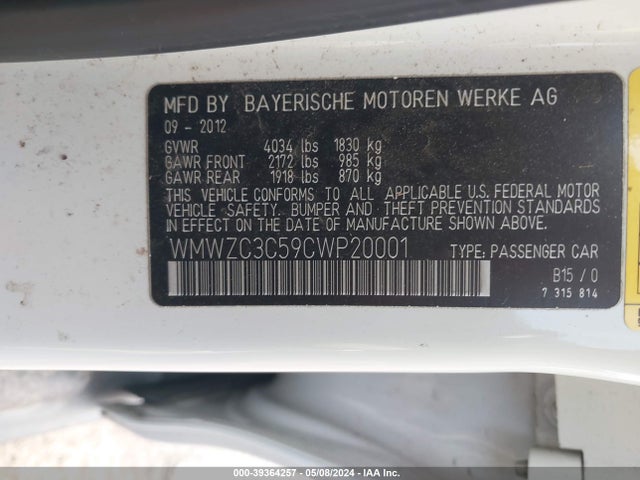 MFD BY BAYERISCHE MOTOREN WERKE AG
09 - 2012
GVWR 4034 lbs 1830 kg
GAWR FRONT 2172 lbs 985 kg
GAWR REAR 1918 lbs 870 kg
THIS VEHICLE CONFORMS TO ALL APPLICABLE U.S. FEDERAL MOTOR
VEHICLE SAFETY, BUMPER AND THEFT PREVENTION STANDARDS
IN EFFECT ON THE DATE OF MANUFACTURE SHOWN ABOVE.
WMWZC3C59CWP20001 TYPE: PASSENGER CAR
B15 / 0
7 315 814
000-39364257 - 05/08/2024 - IAA Inc.